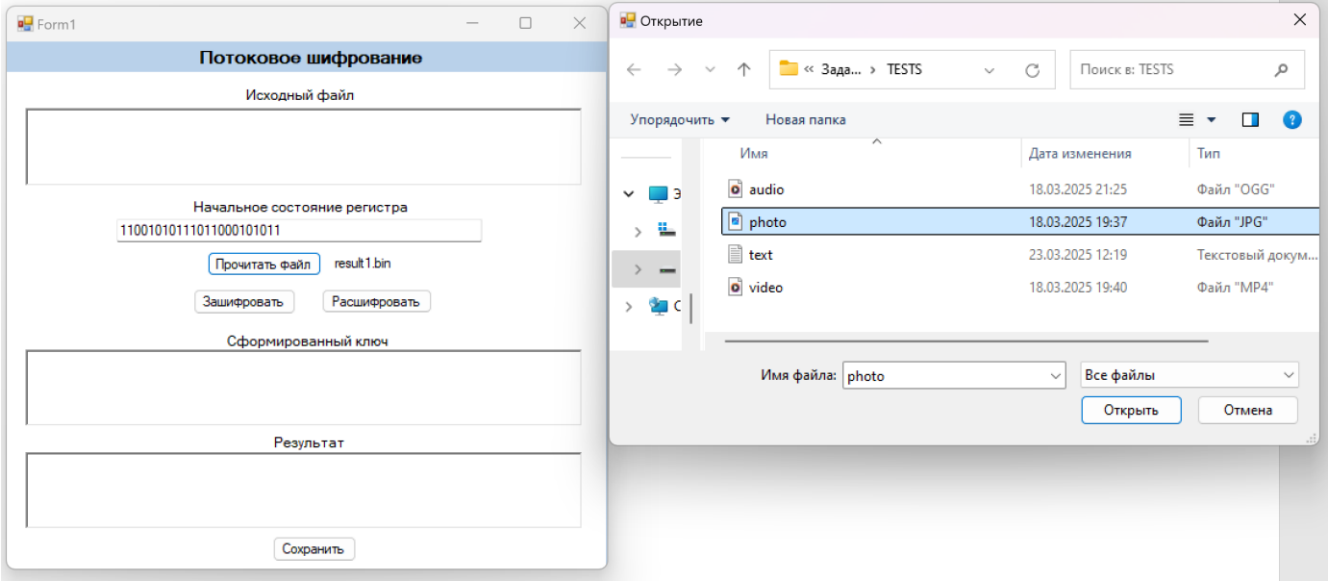 Form1
Потоковое шифрование
Исходный файл
Начальное состояние регистра
11001010111011000101011
Прочитать файл result1.bin
Зашифровать Расшифровать
Сформированный ключ
Результат
Сохранить
Открытие
« Зада... › TESTS
Поиск в: TESTS
Упорядочить Новая папка
Имя Дата изменения Тип
Э
С
audio 18.03.2025 21:25 Файл "OGG"
photo 18.03.2025 19:37 Файл "JPG"
text 23.03.2025 12:19 Текстовый докум...
video 18.03.2025 19:40 Файл "MP4"
Имя файла: photo Все файлы
Открыть Отмена